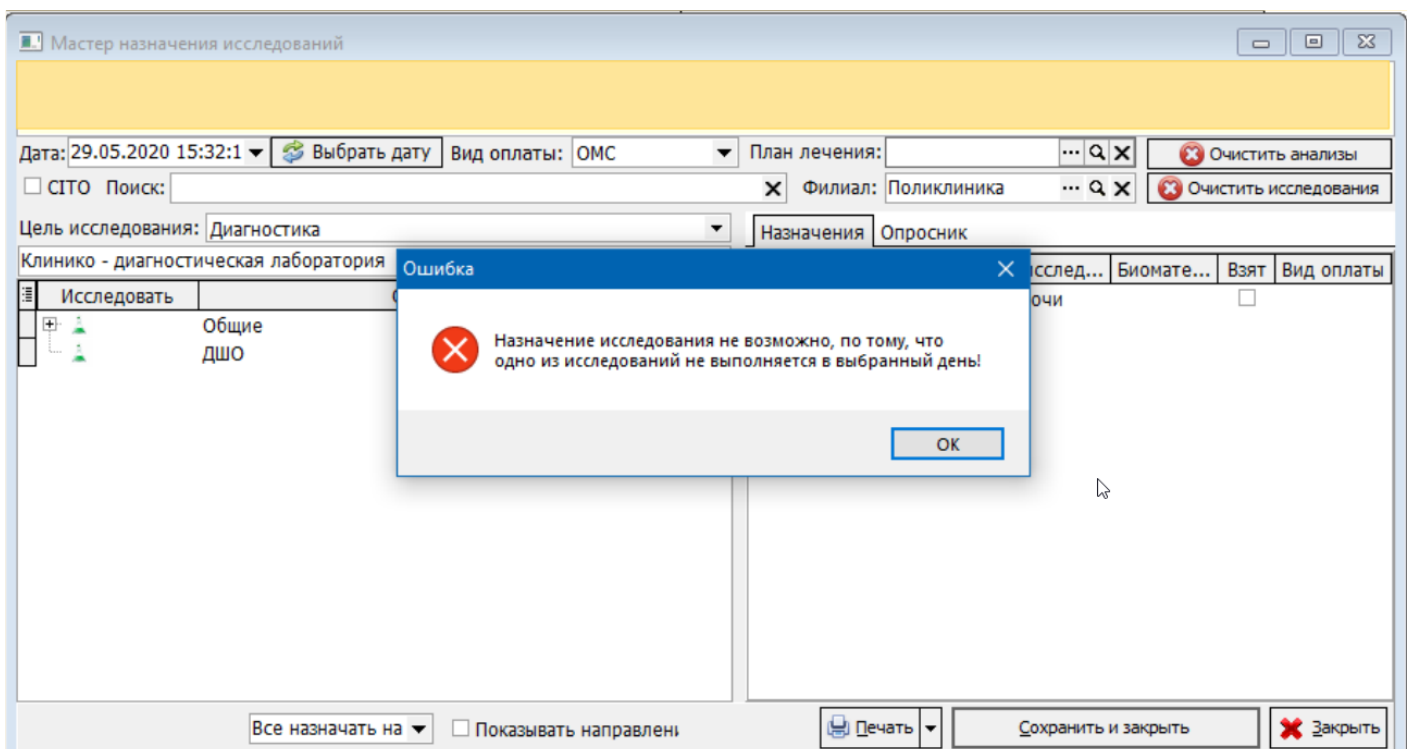 Мастер назначения исследований
Дата: 29.05.2020 15:32:1 Выбрать дату Вид оплаты: ОМС План лечения: Очистить анализы
CITO Поиск: Филиал: Поликлиника Очистить исследования
Цель исследования: Диагностика Назначения Опросник
Клинико - диагностическая лаборатория Ошибка исслед... Биомате... Взят Вид оплаты
Исследовать очи
Общие
ДШО
Назначение исследования не возможно, по тому, что
одно из исследований не выполняется в выбранный день!
ОК
Все назначать на Показывать направлени Печать Сохранить и закрыть Закрыть